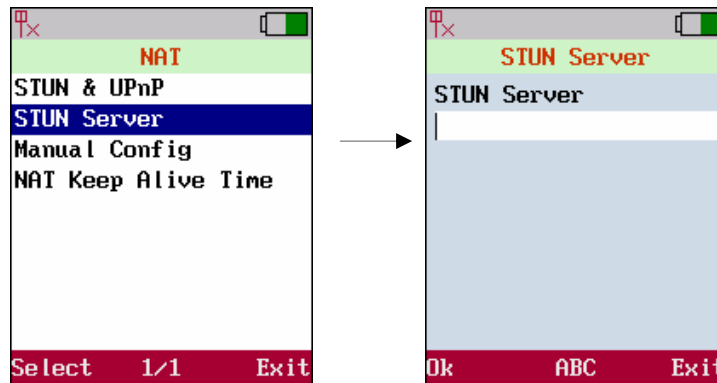 NAT
STUN & UPnP
STUN Server
Manual Config
NAT Keep Alive Time
Select 1/1 Exit
STUN Server
STUN Server
Ok ABC Exit